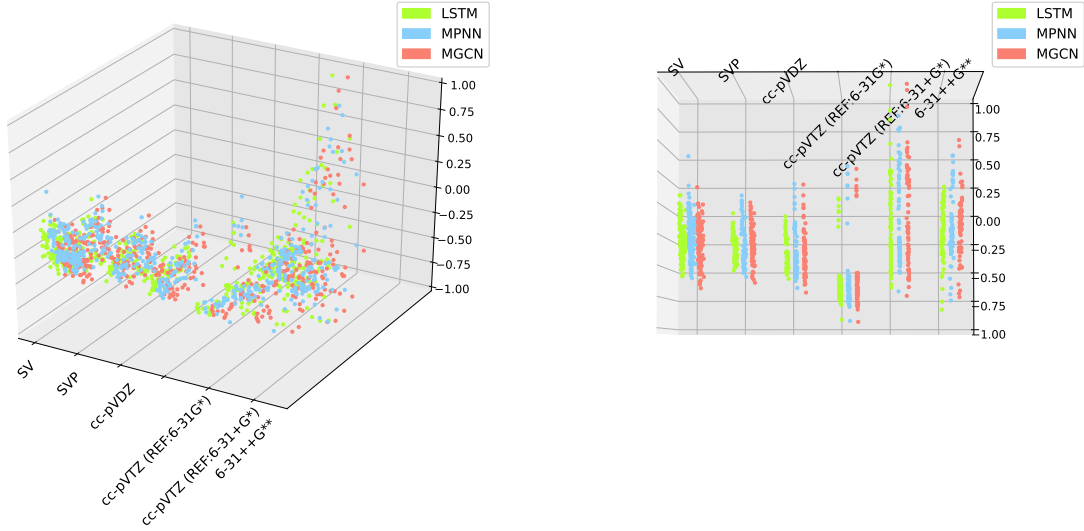 LSTM
MPNN
MGCN
1.00
0.75
0.50
0.25
0.00
−0.25
−0.50
−0.75
−1.00
SV
SVP
cc-pVDZ
cc-pVTZ (REF:6-31G*)
cc-pVTZ (REF:6-31+G*)
6-31++G**
LSTM
MPNN
MGCN
SV
SVP
cc-pVDZ
cc-pVTZ (REF:6-31G*)
cc-pVTZ (REF:6-31+G*)
6-31++G**
1.00
0.75
0.50
0.25
0.00
−0.25
−0.50
−0.75
−1.00